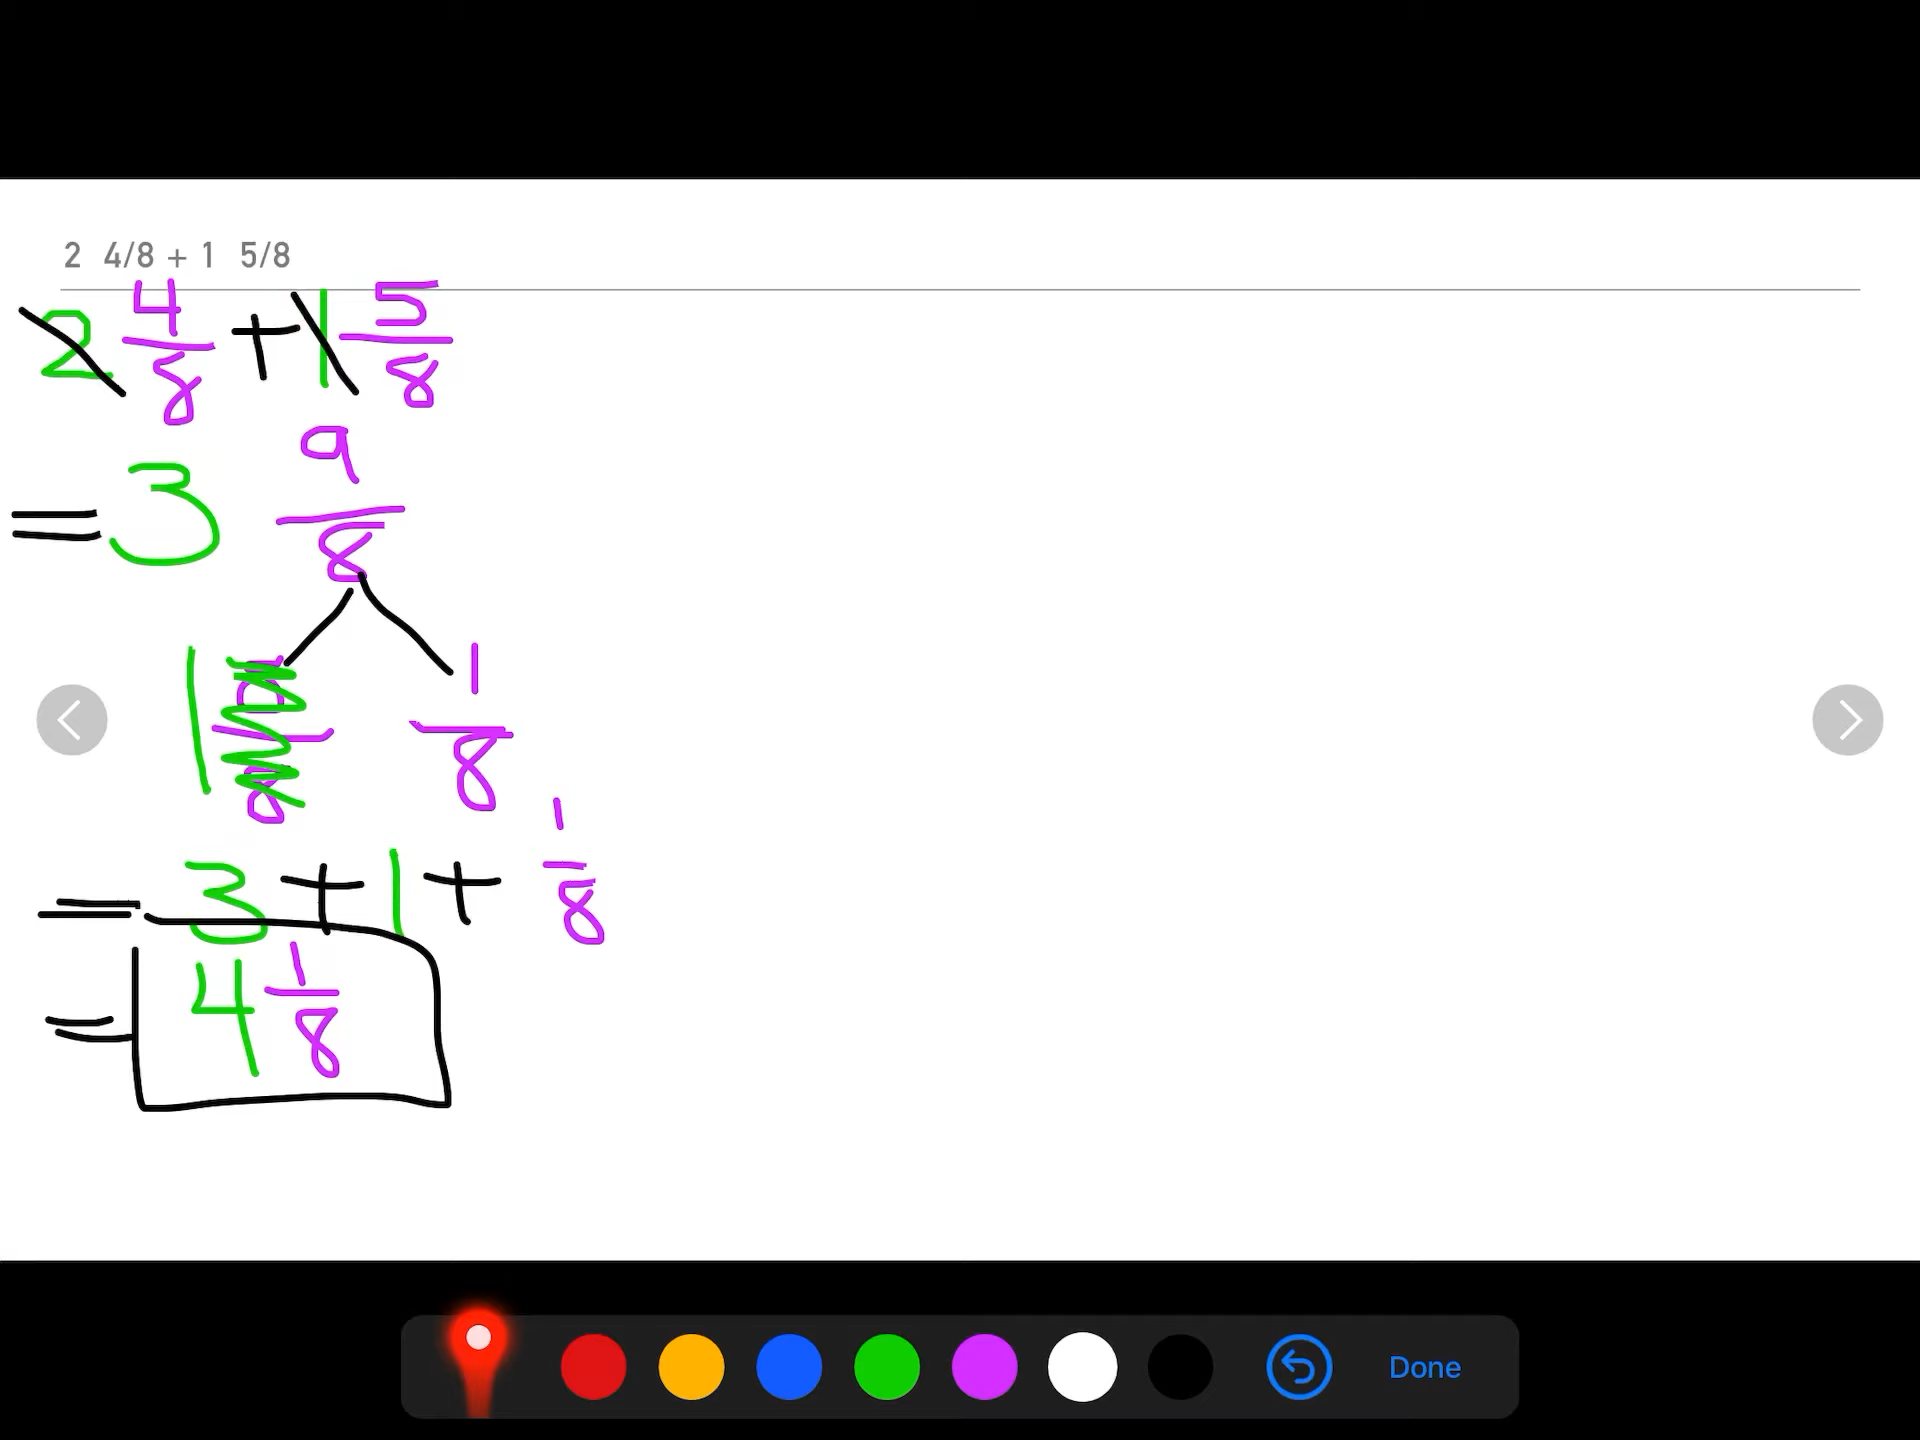 2 4/8 + 1 5/8
2 4/8 + 1 5/8
= 3 9/8
1 1/8
= 3 + 1 + 1/8
= 4 1/8
Done